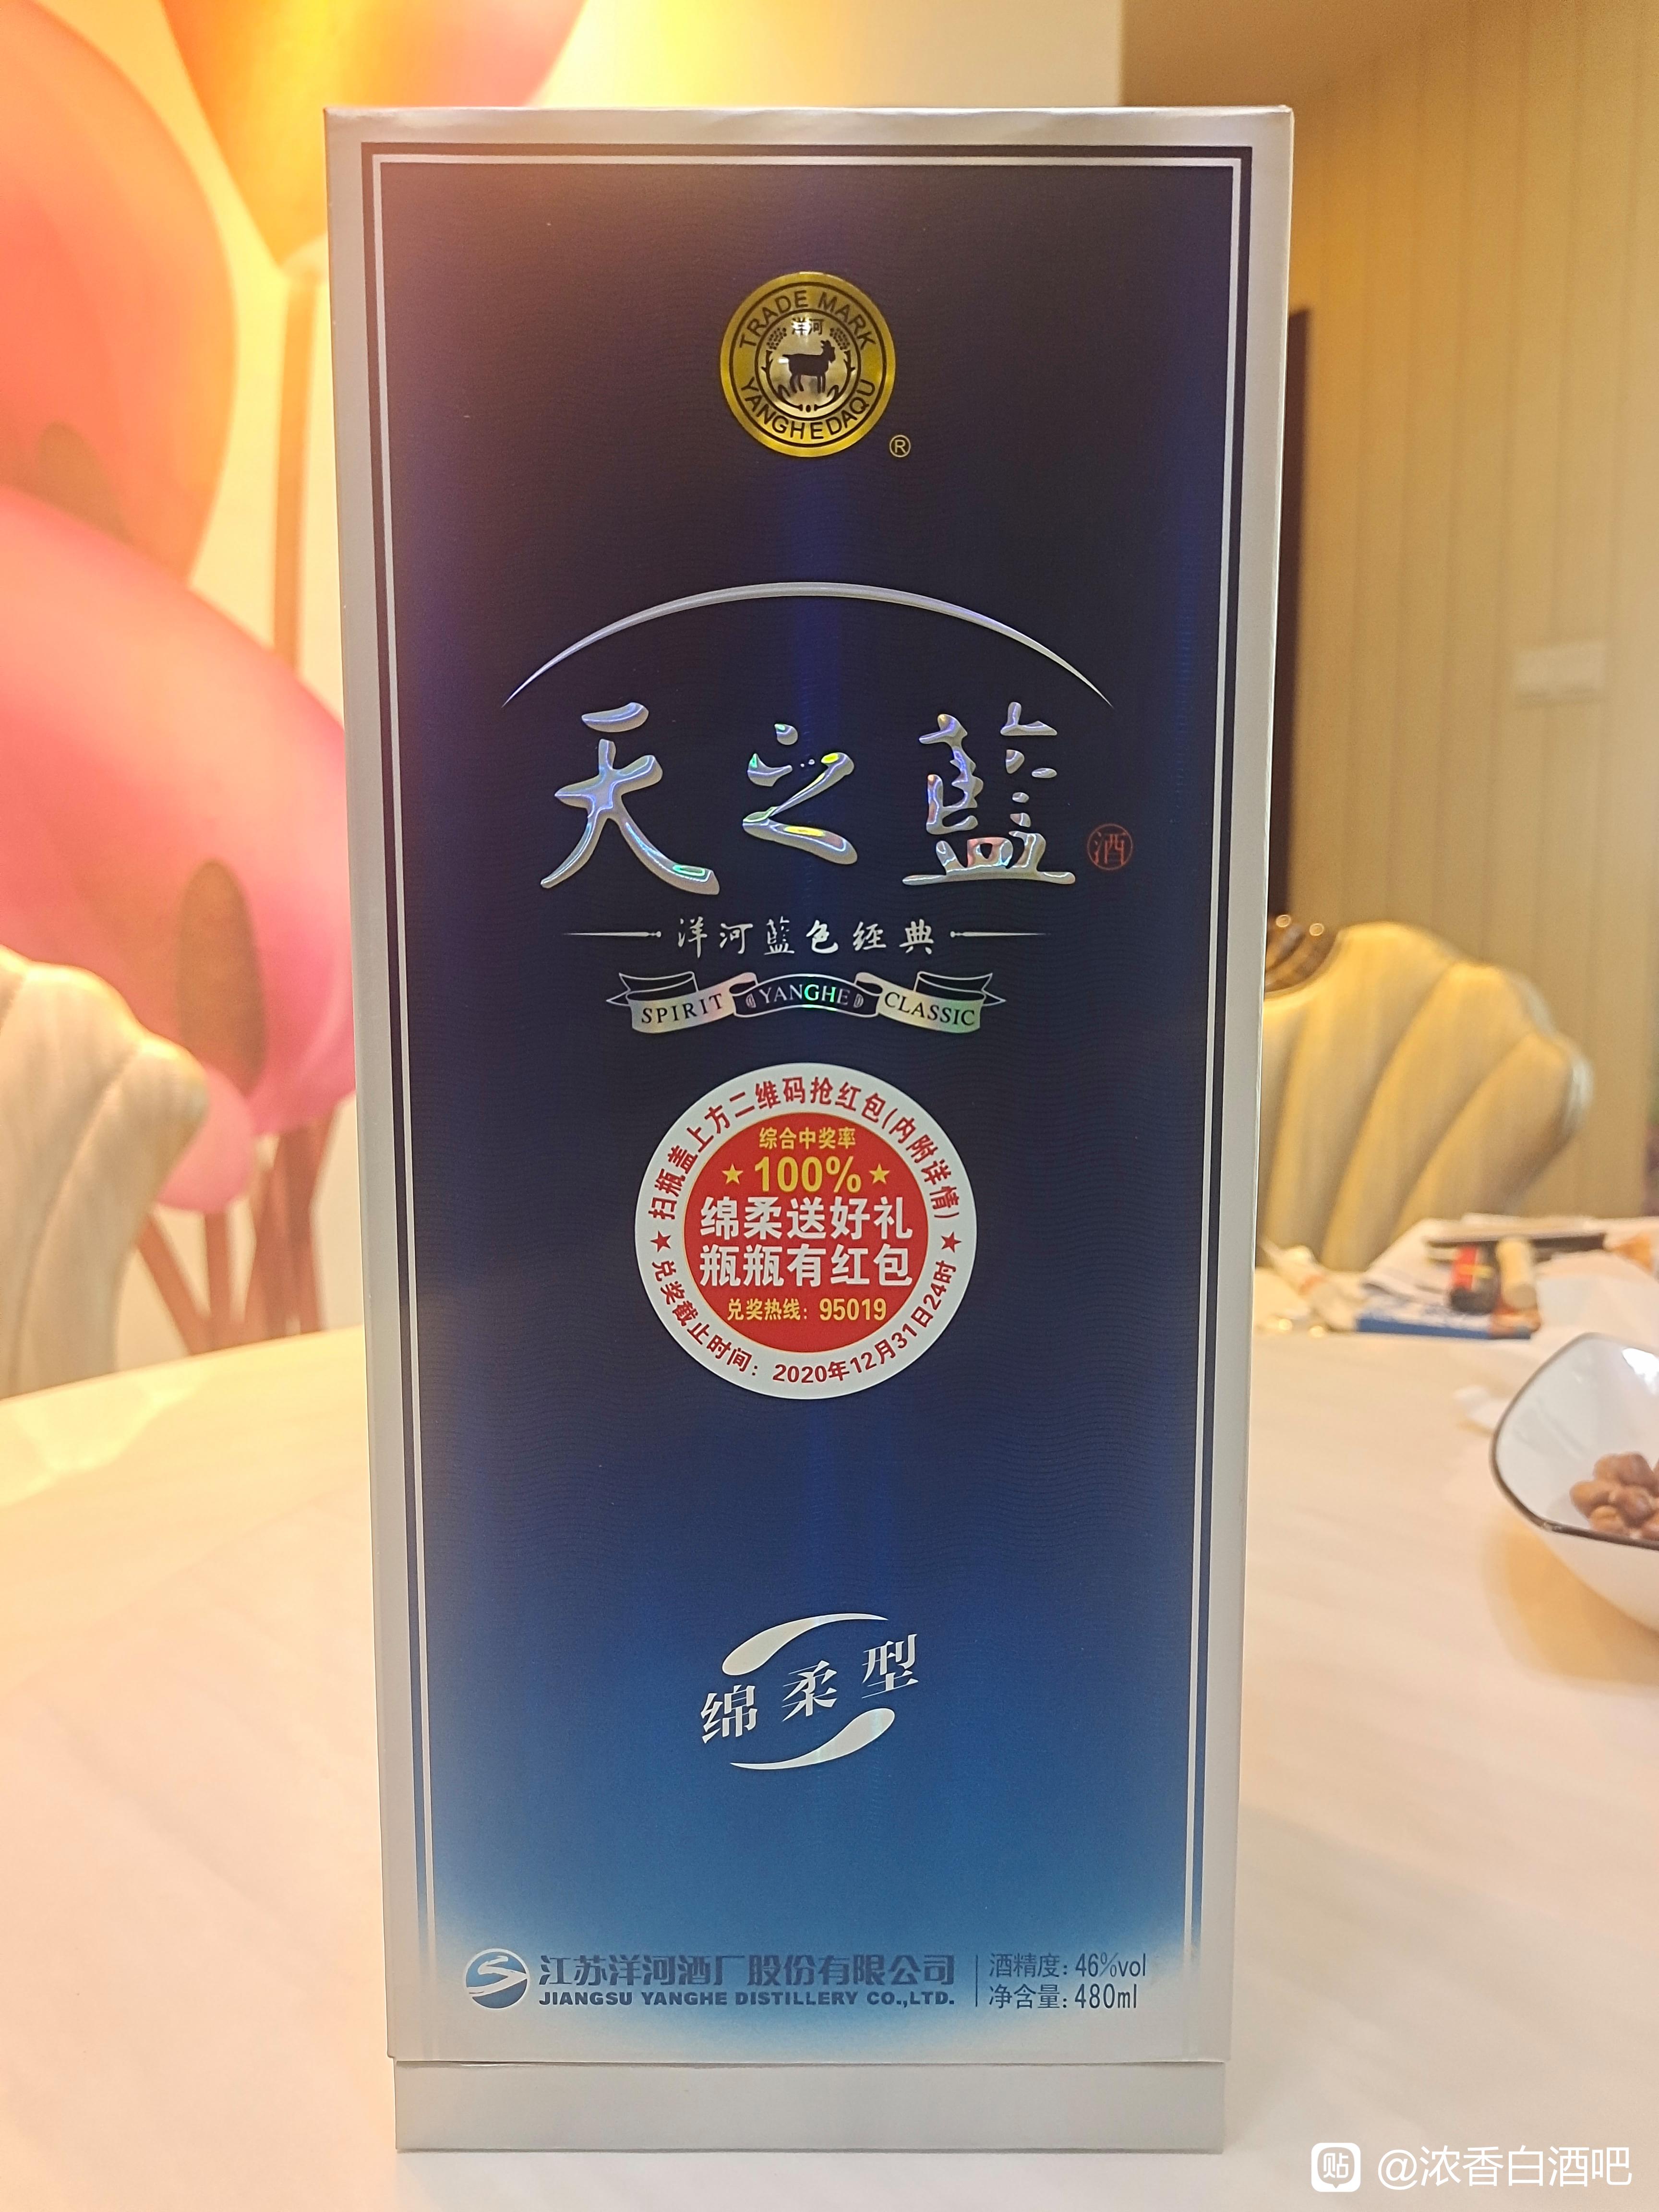 TRADE MARK
洋河
YANGHEDAQU
®
天之藍
酒
洋河藍色经典
SPIRIT YANGHE CLASSIC
扫瓶盖上方二维码抢红包(内附详情)
综合中奖率
100%
绵柔送好礼
瓶瓶有红包
兑奖热线：95019
兑奖截止时间：2020年12月31日24时
绵柔型
江苏洋河酒厂股份有限公司
JIANGSU YANGHE DISTILLERY CO.,LTD.
酒精度：46%vol
净含量：480ml
贴 @浓香白酒吧